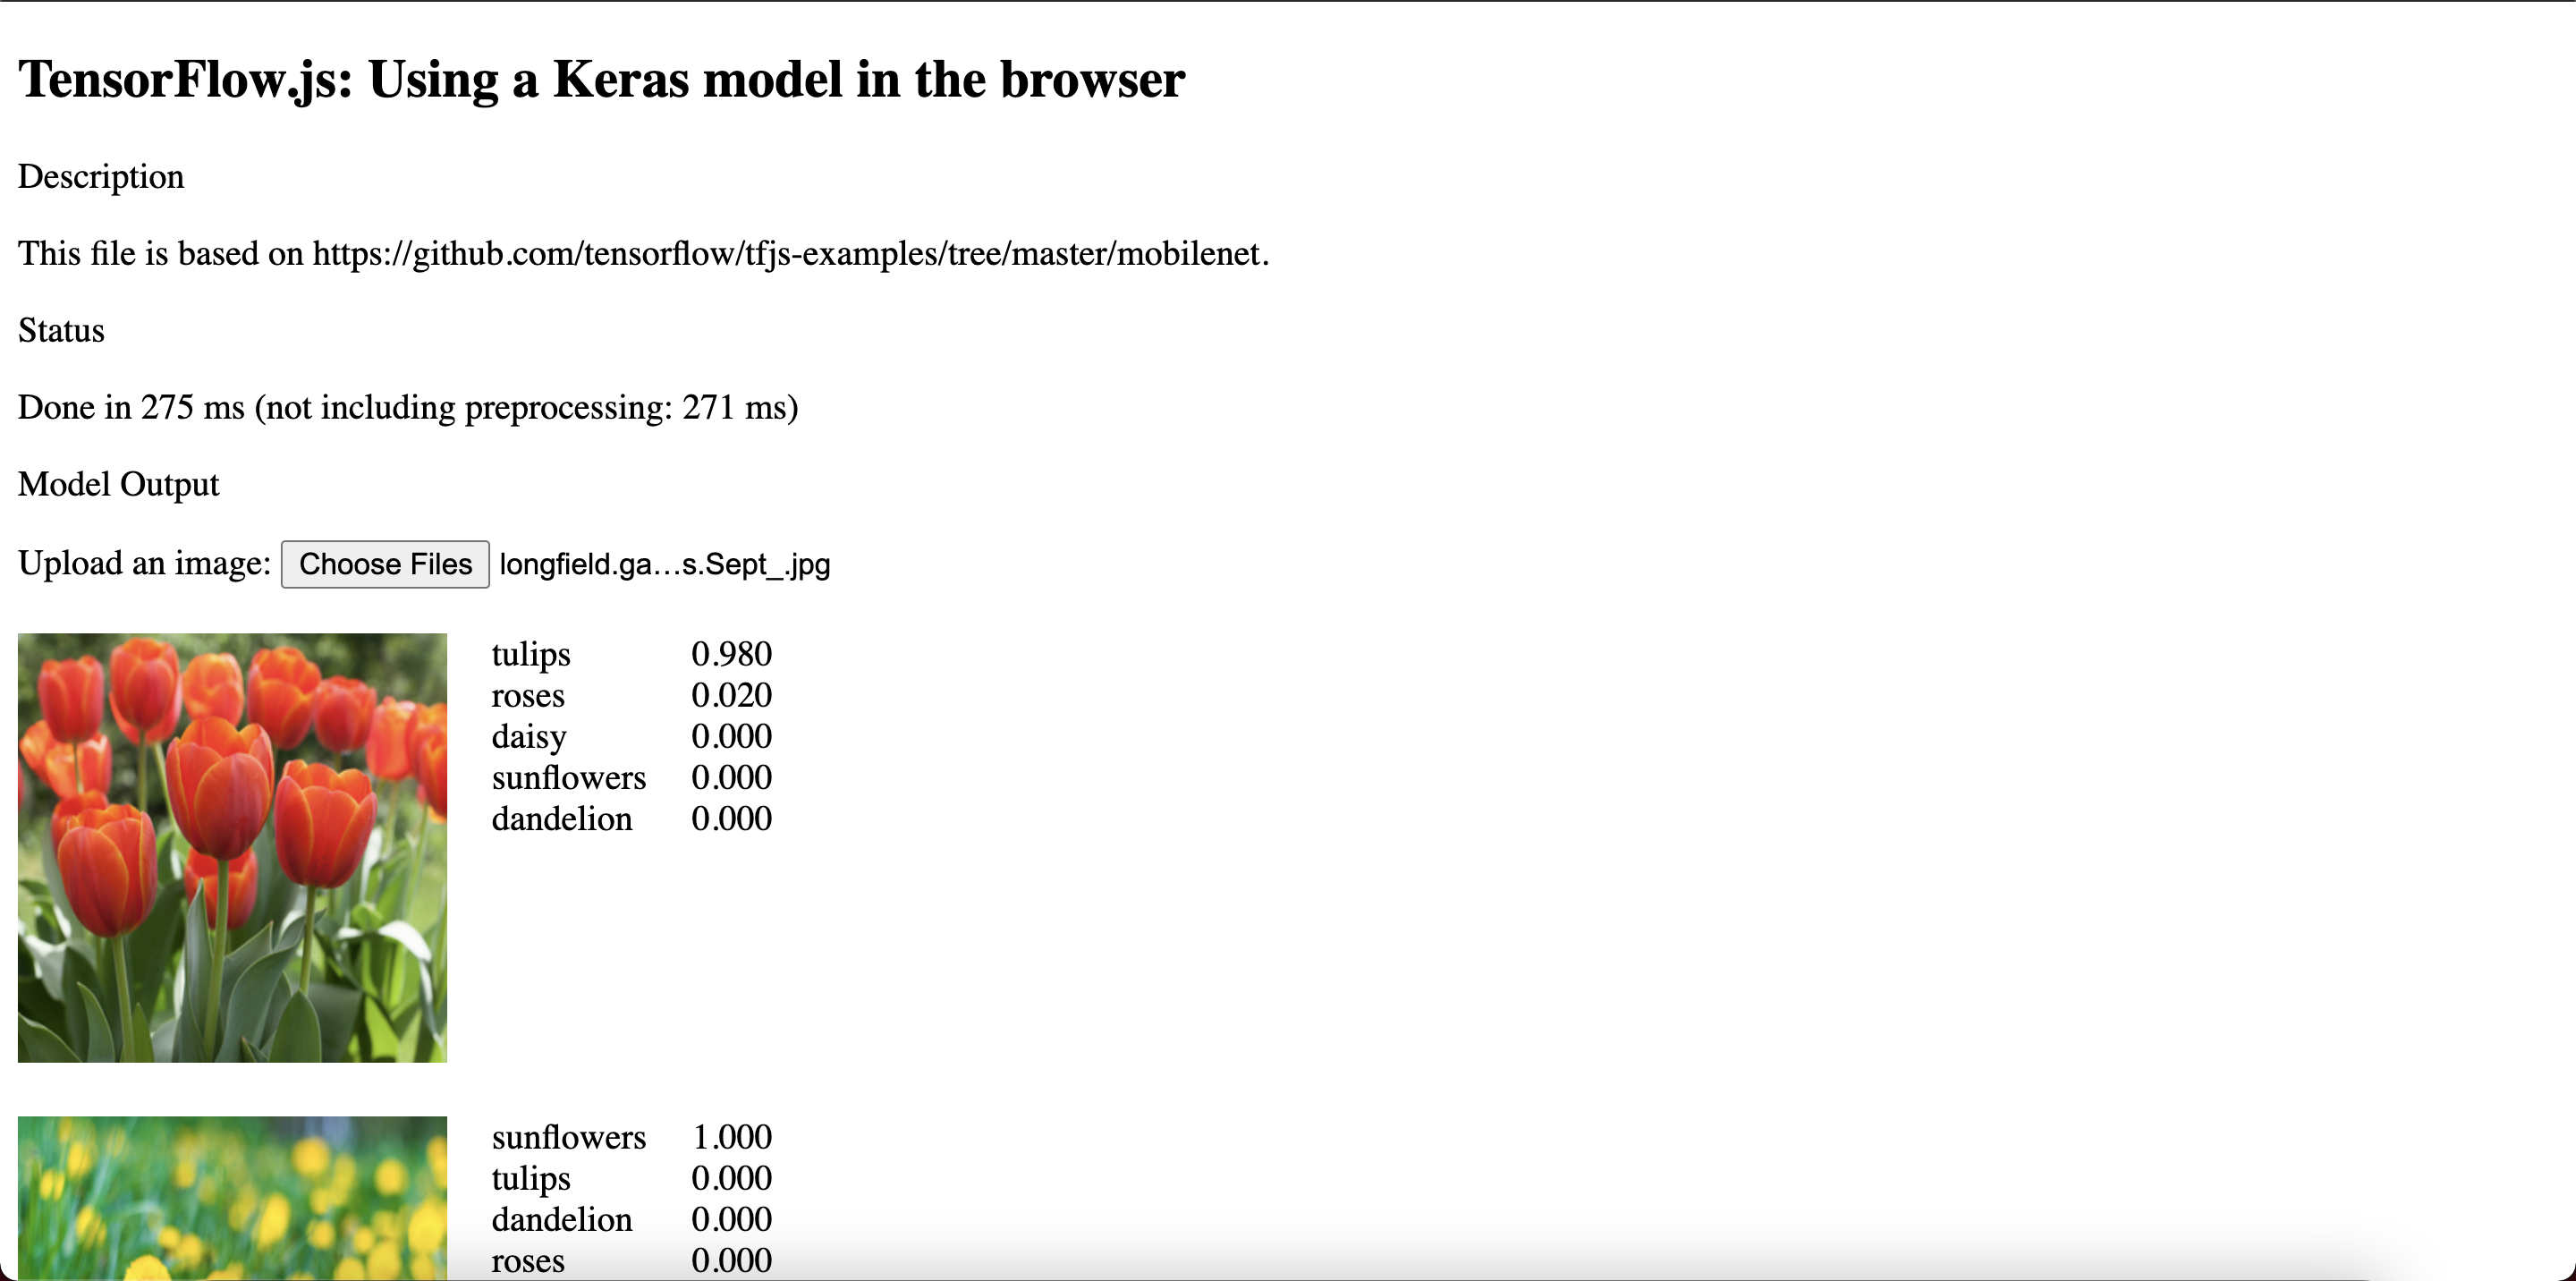 TensorFlow.js: Using a Keras model in the browser
Description
This file is based on https://github.com/tensorflow/tfjs-examples/tree/master/mobilenet.
Status
Done in 275 ms (not including preprocessing: 271 ms)
Model Output
Upload an image: Choose Files longfield.ga…s.Sept_.jpg
tulips 0.980
roses 0.020
daisy 0.000
sunflowers 0.000
dandelion 0.000
sunflowers 1.000
tulips 0.000
dandelion 0.000
roses 0.000